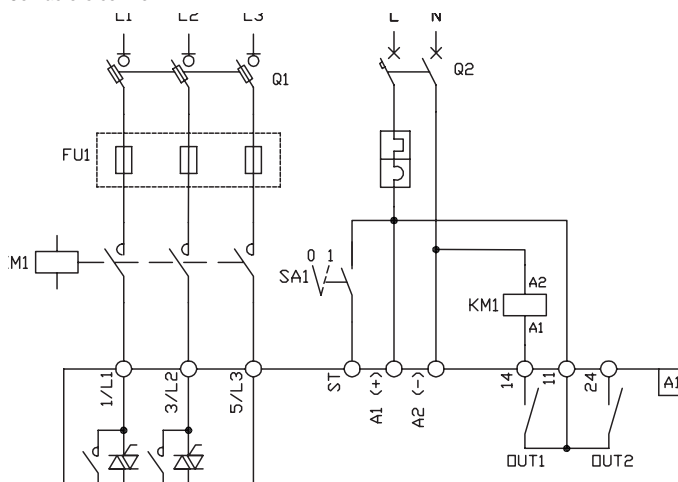 L1 L2 L3 L N
Q1
Q2
FU1
0 1
SA1
KM1
A2
A1
1/L1
3/L2
5/L3
ST
A1 (+)
A2 (-)
14
11
24
A1
OUT1
OUT2